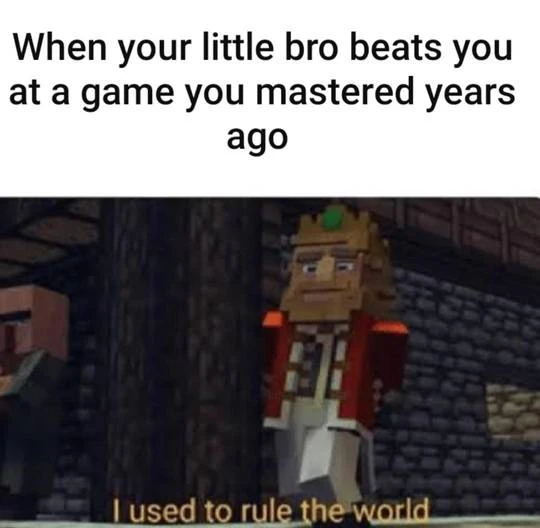 When your little bro beats you
at a game you mastered years
ago
I used to rule the world